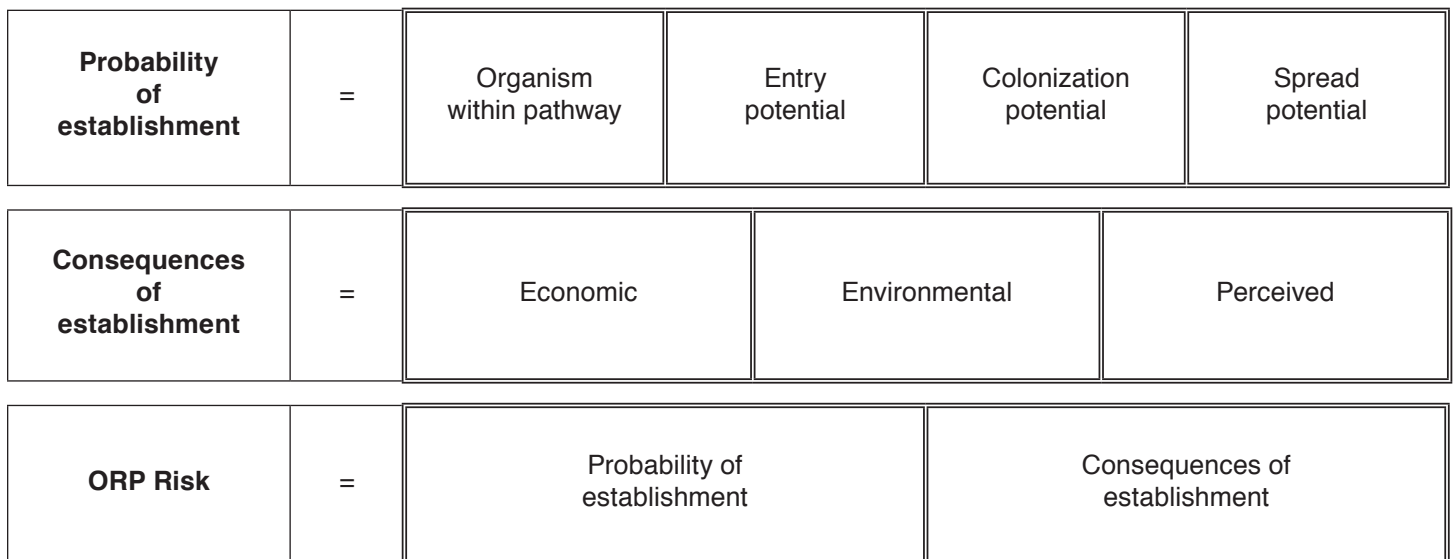 Probability
of
establishment
=
Organism
within pathway
Entry
potential
Colonization
potential
Spread
potential
Consequences
of
establishment
=
Economic
Environmental
Perceived
ORP Risk
=
Probability of
establishment
Consequences of
establishment